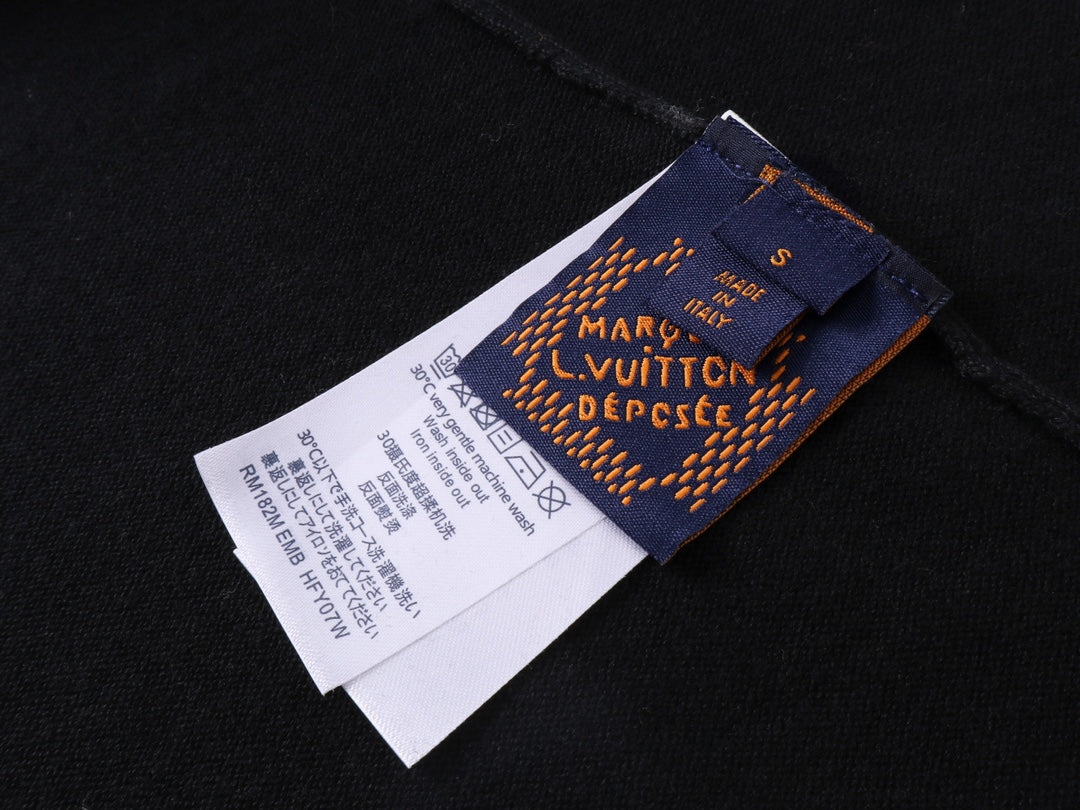 S
MADE
IN
ITALY
L.VUITTON
DÉPOSÉE
30
30°C very gentle machine wash
Wash inside out
Iron inside out
30摄氏度超柔机洗
反面洗涤
反面熨烫
30℃以下で手洗コース洗濯機洗い
裏返しにして洗濯してください
裏返しにしてアイロンをおてください
RM182M EMB HFY07W